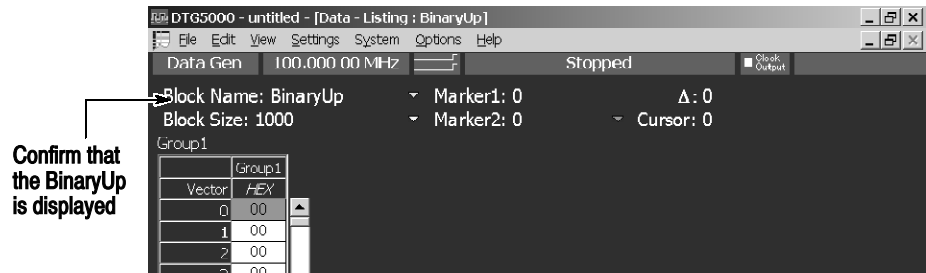 DTG5000 - untitled - [Data - Listing : BinaryUp]
File Edit View Settings System Options Help
Data Gen 100.000 00 MHz Stopped Clock Output
Block Name: BinaryUp Marker1: 0 Δ: 0
Block Size: 1000 Marker2: 0 Cursor: 0
Group1
Group1
Vector HEX
0 00
1 00
2 00
3 00
Confirm that
the BinaryUp
is displayed